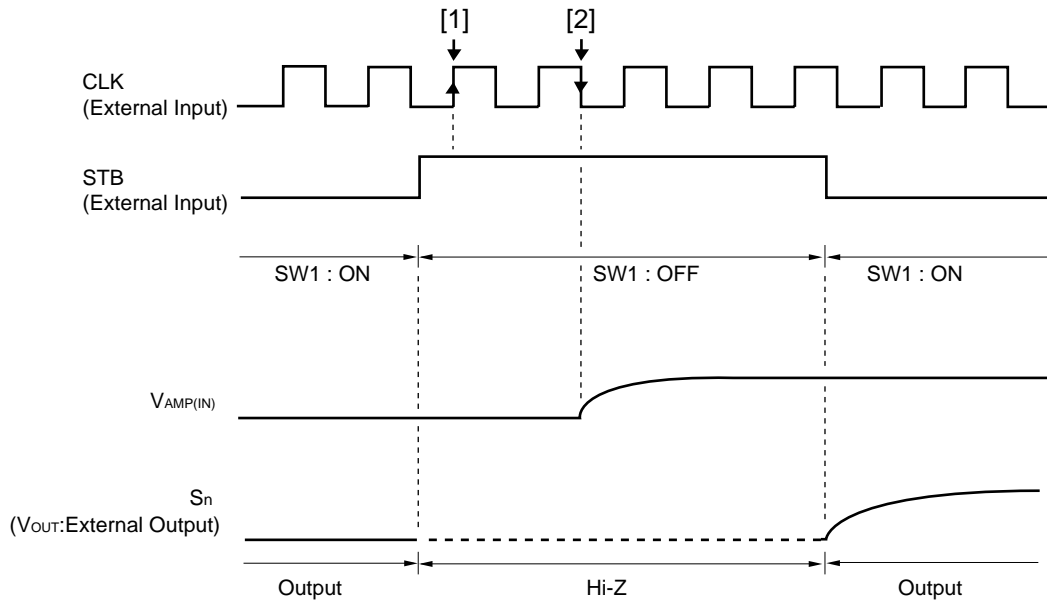 [1] [2]
CLK
(External Input)
STB
(External Input)
SW1 : ON SW1 : OFF SW1 : ON
VAMP(IN)
Sn
(VOUT:External Output)
Output Hi-Z Output